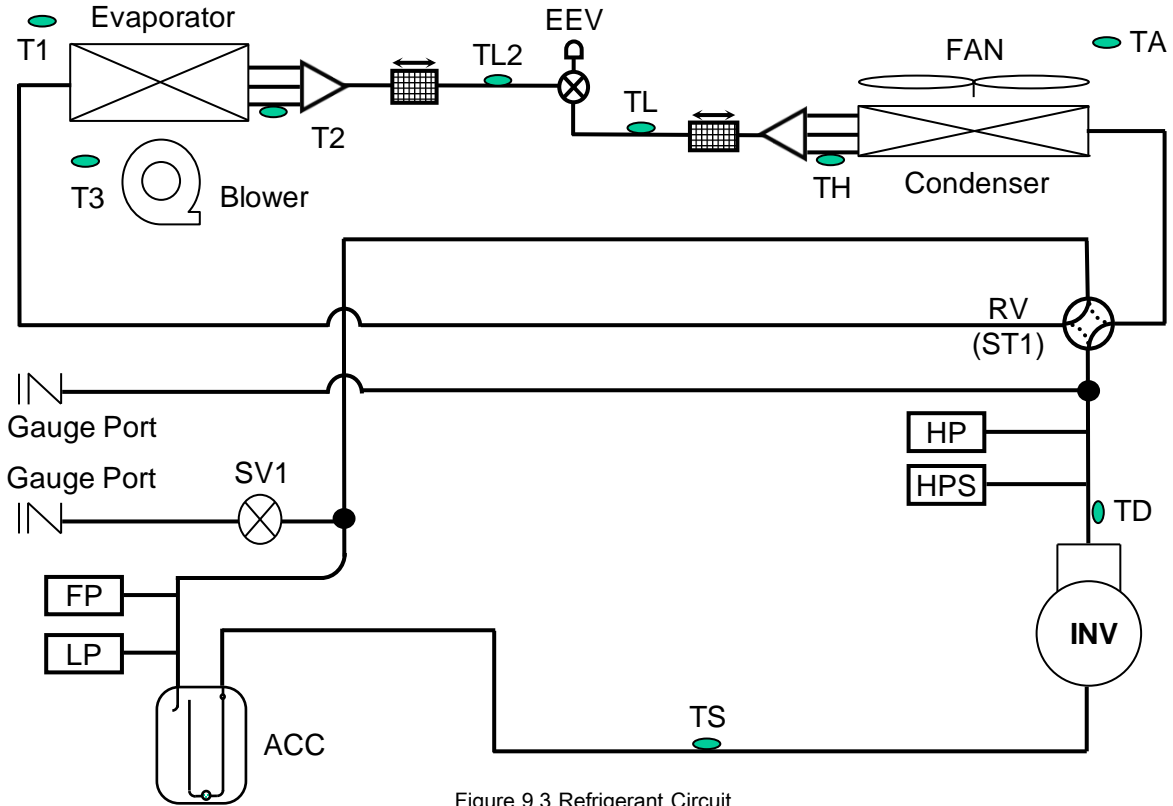 Evaporator
EEV
T1
TL2
FAN
TA
TL
T2
TH
Condenser
T3
Blower
RV
(ST1)
Gauge Port
HP
Gauge Port
SV1
HPS
TD
FP
INV
LP
TS
ACC
Figure 9.3 Refrigerant Circuit